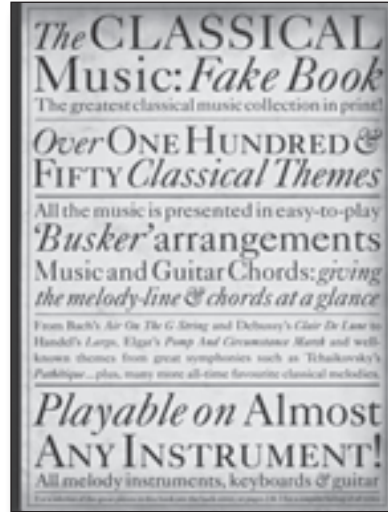 The CLASSICAL
Music: Fake Book
The greatest classical music collection in print!
Over ONE HUNDRED &
FIFTY Classical Themes
All the music is presented in easy-to-play
'Busker' arrangements
Music and Guitar Chords: giving
the melody-line & chords at a glance
From Bach's Air On The G String and Debussy's Clair De Lune to
Handel's Largo, Elgar's Pomp And Circumstance March and well-
known themes from great symphonies such as Tchaikovsky's
Pathétique... plus, many more all-time favourite classical melodies.
Playable on Almost
ANY INSTRUMENT!
All melody instruments, keyboards & guitar